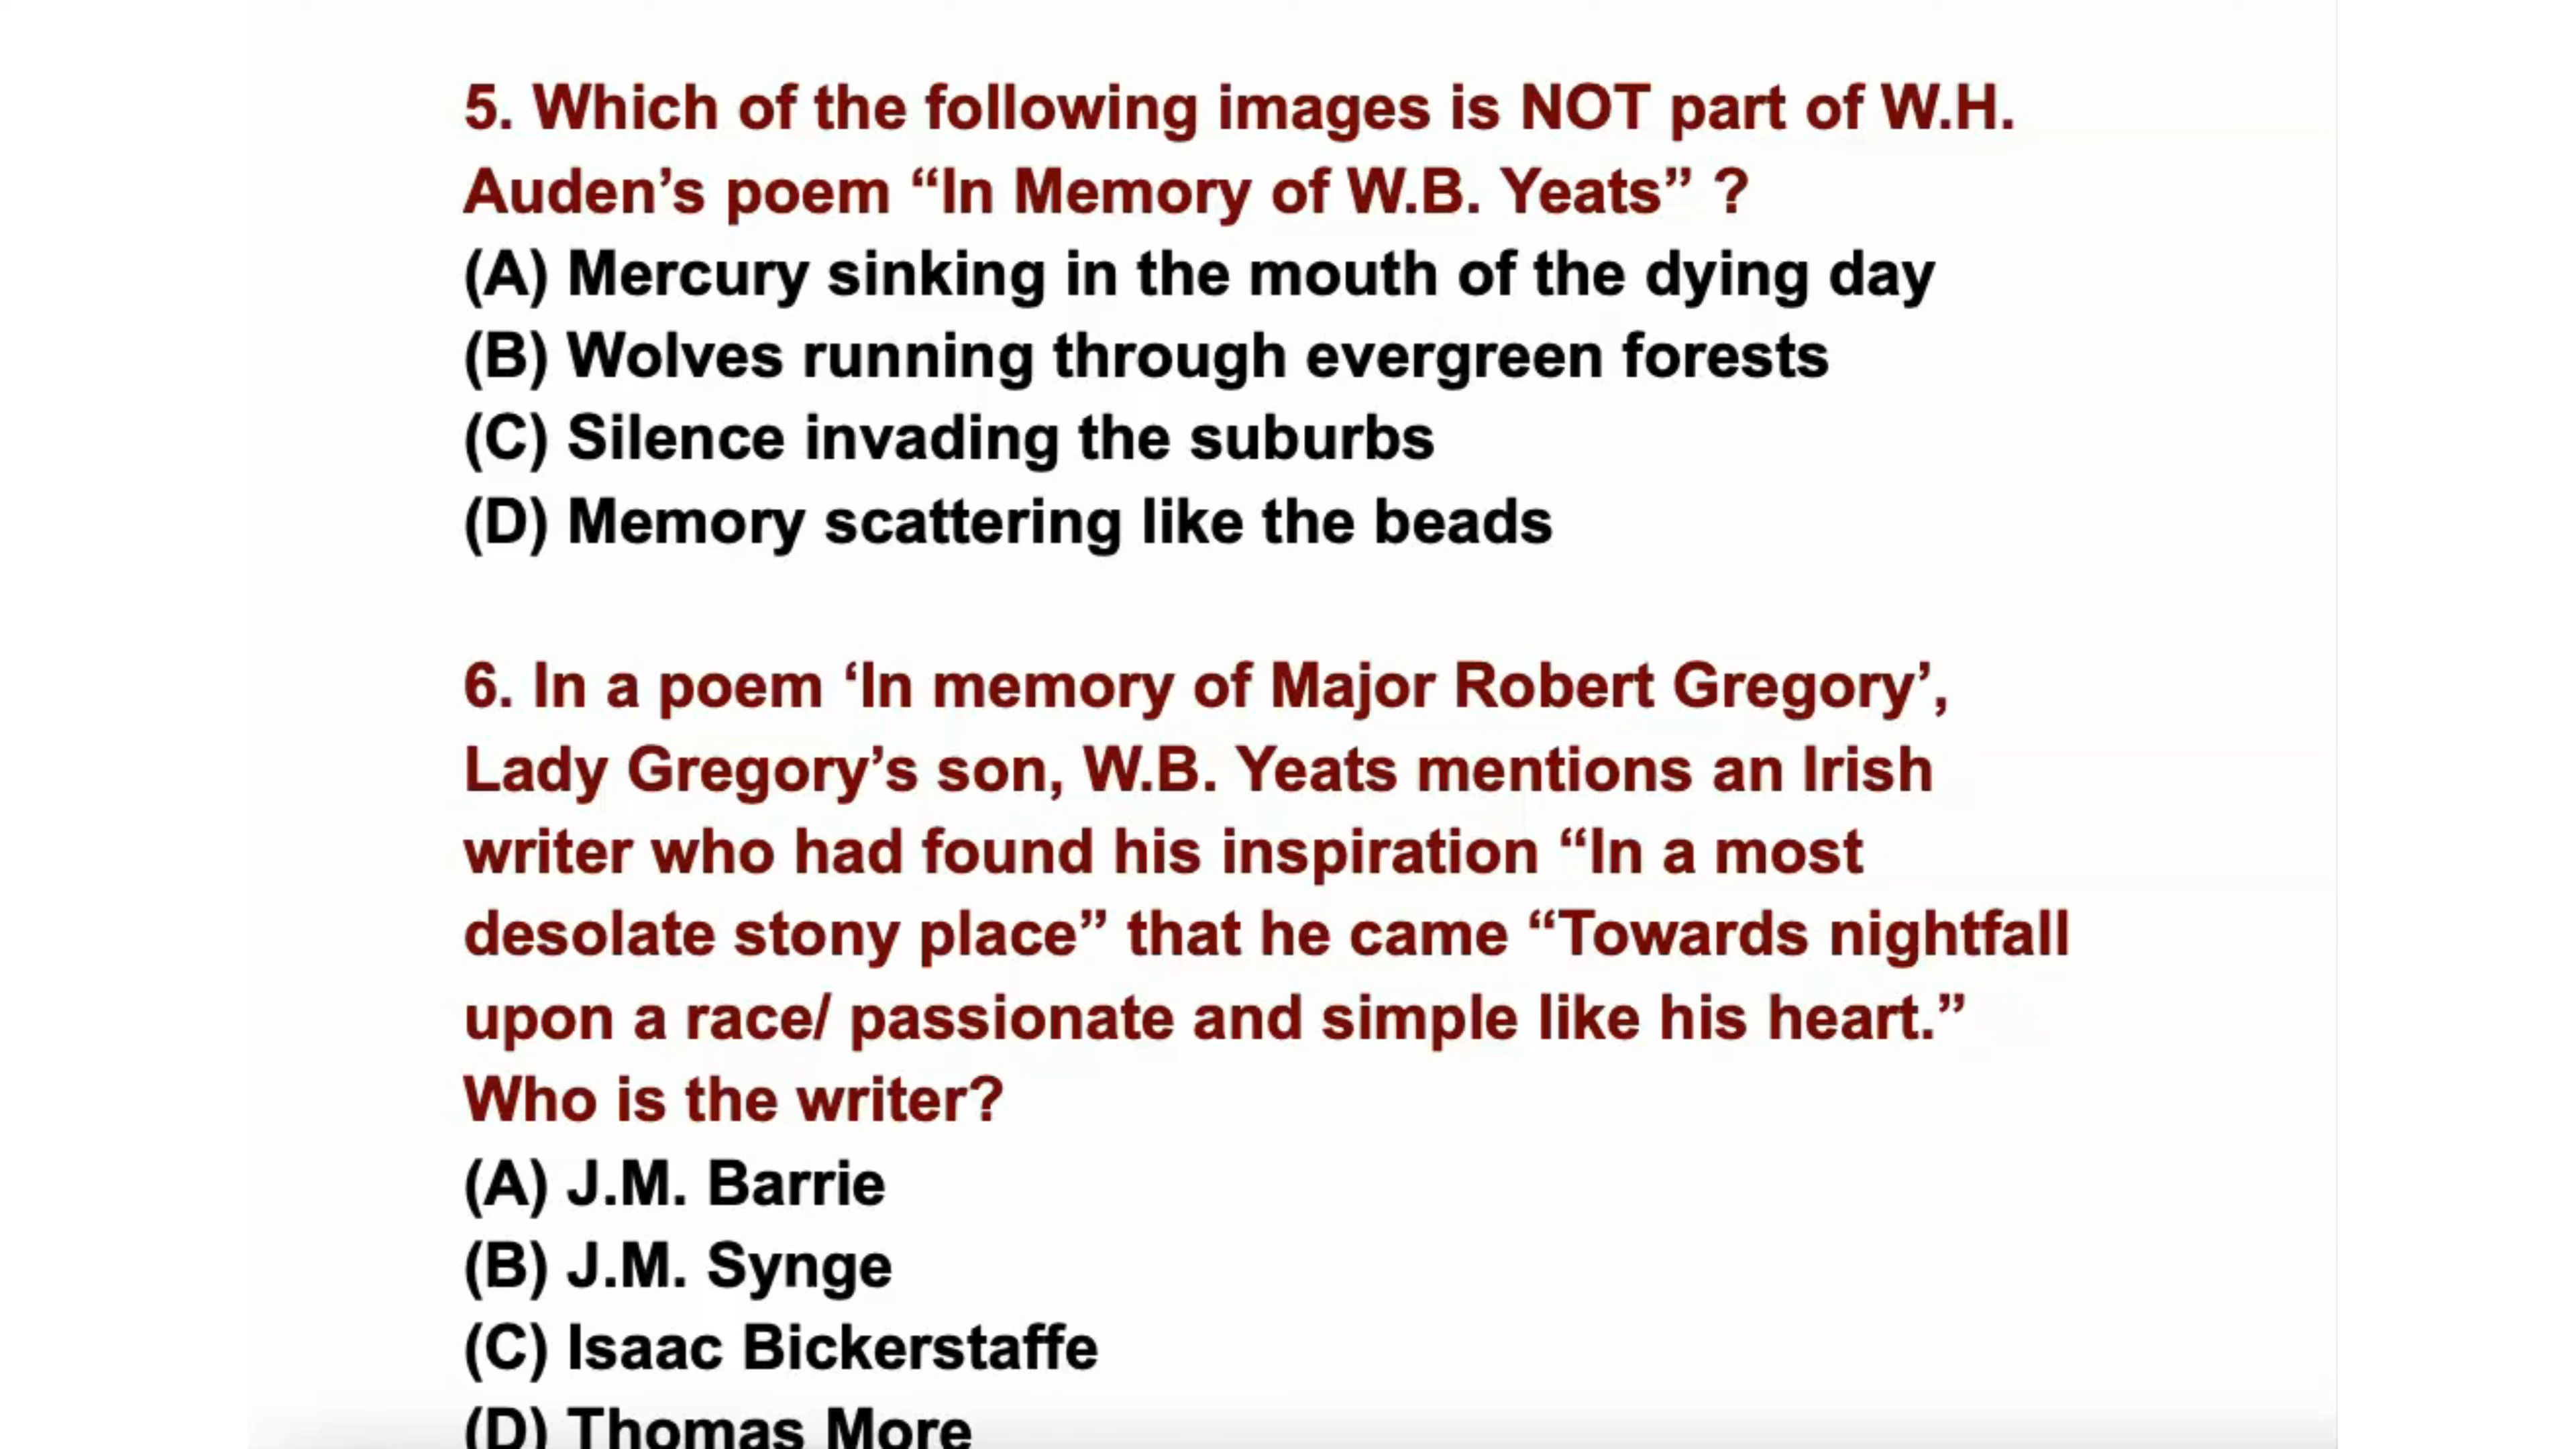 5. Which of the following images is NOT part of W.H.
Auden’s poem “In Memory of W.B. Yeats” ?
(A) Mercury sinking in the mouth of the dying day
(B) Wolves running through evergreen forests
(C) Silence invading the suburbs
(D) Memory scattering like the beads
6. In a poem ‘In memory of Major Robert Gregory’,
Lady Gregory’s son, W.B. Yeats mentions an Irish
writer who had found his inspiration “In a most
desolate stony place” that he came “Towards nightfall
upon a race/ passionate and simple like his heart.”
Who is the writer?
(A) J.M. Barrie
(B) J.M. Synge
(C) Isaac Bickerstaffe
(D) Thomas More